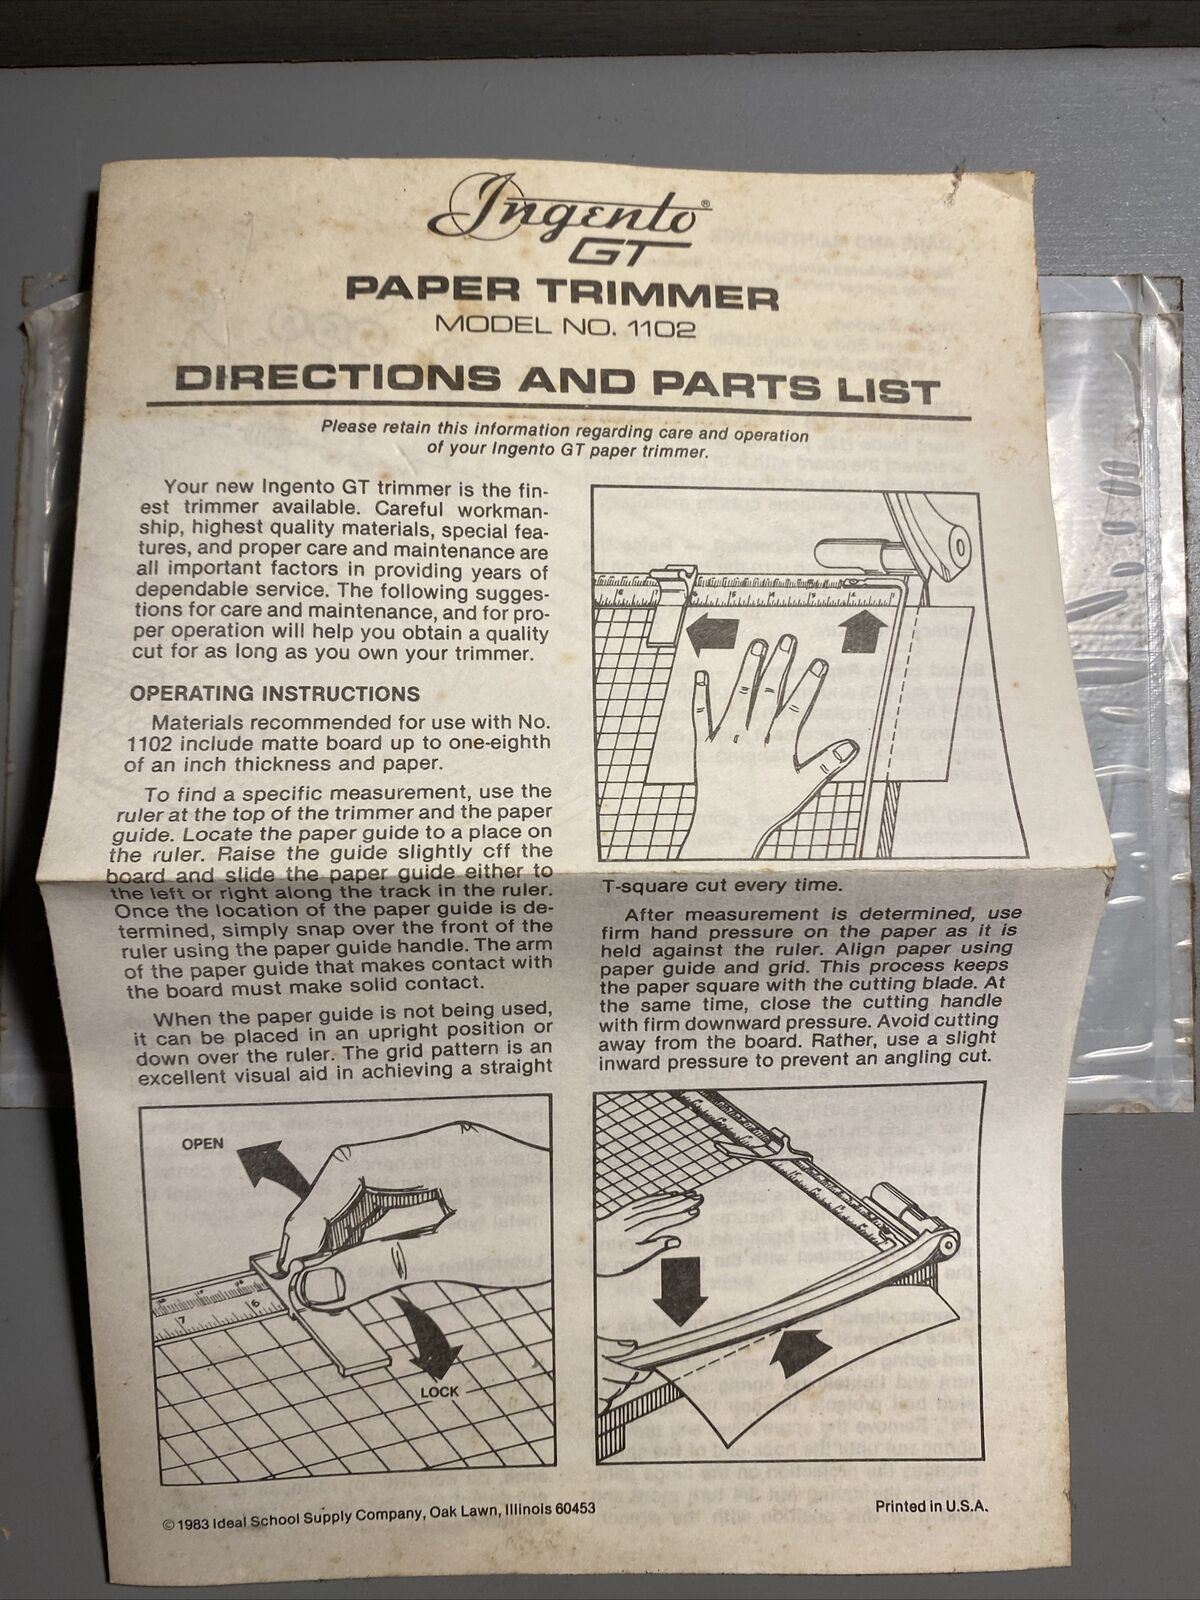 Ingento®
GT
PAPER TRIMMER
MODEL NO. 1102
DIRECTIONS AND PARTS LIST
Please retain this information regarding care and operation
of your Ingento GT paper trimmer.
Your new Ingento GT trimmer is the fin-
est trimmer available. Careful workman-
ship, highest quality materials, special fea-
tures, and proper care and maintenance are
all important factors in providing years of
dependable service. The following sugges-
tions for care and maintenance, and for pro-
per operation will help you obtain a quality
cut for as long as you own your trimmer.
OPERATING INSTRUCTIONS
Materials recommended for use with No.
1102 include matte board up to one-eighth
of an inch thickness and paper.
To find a specific measurement, use the
ruler at the top of the trimmer and the paper
guide. Locate the paper guide to a place on
the ruler. Raise the guide slightly cff the
board and slide the paper guide either to
the left or right along the track in the ruler.
Once the location of the paper guide is de-
termined, simply snap over the front of the
ruler using the paper guide handle. The arm
of the paper guide that makes contact with
the board must make solid contact.
When the paper guide is not being used,
it can be placed in an upright position or
down over the ruler. The grid pattern is an
excellent visual aid in achieving a straight
OPEN
7
6
LOCK
T-square cut every time.
After measurement is determined, use
firm hand pressure on the paper as it is
held against the ruler. Align paper using
paper guide and grid. This process keeps
the paper square with the cutting blade. At
the same time, close the cutting handle
with firm downward pressure. Avoid cutting
away from the board. Rather, use a slight
inward pressure to prevent an angling cut.
©1983 Ideal School Supply Company, Oak Lawn, Illinois 60453
Printed in U.S.A.